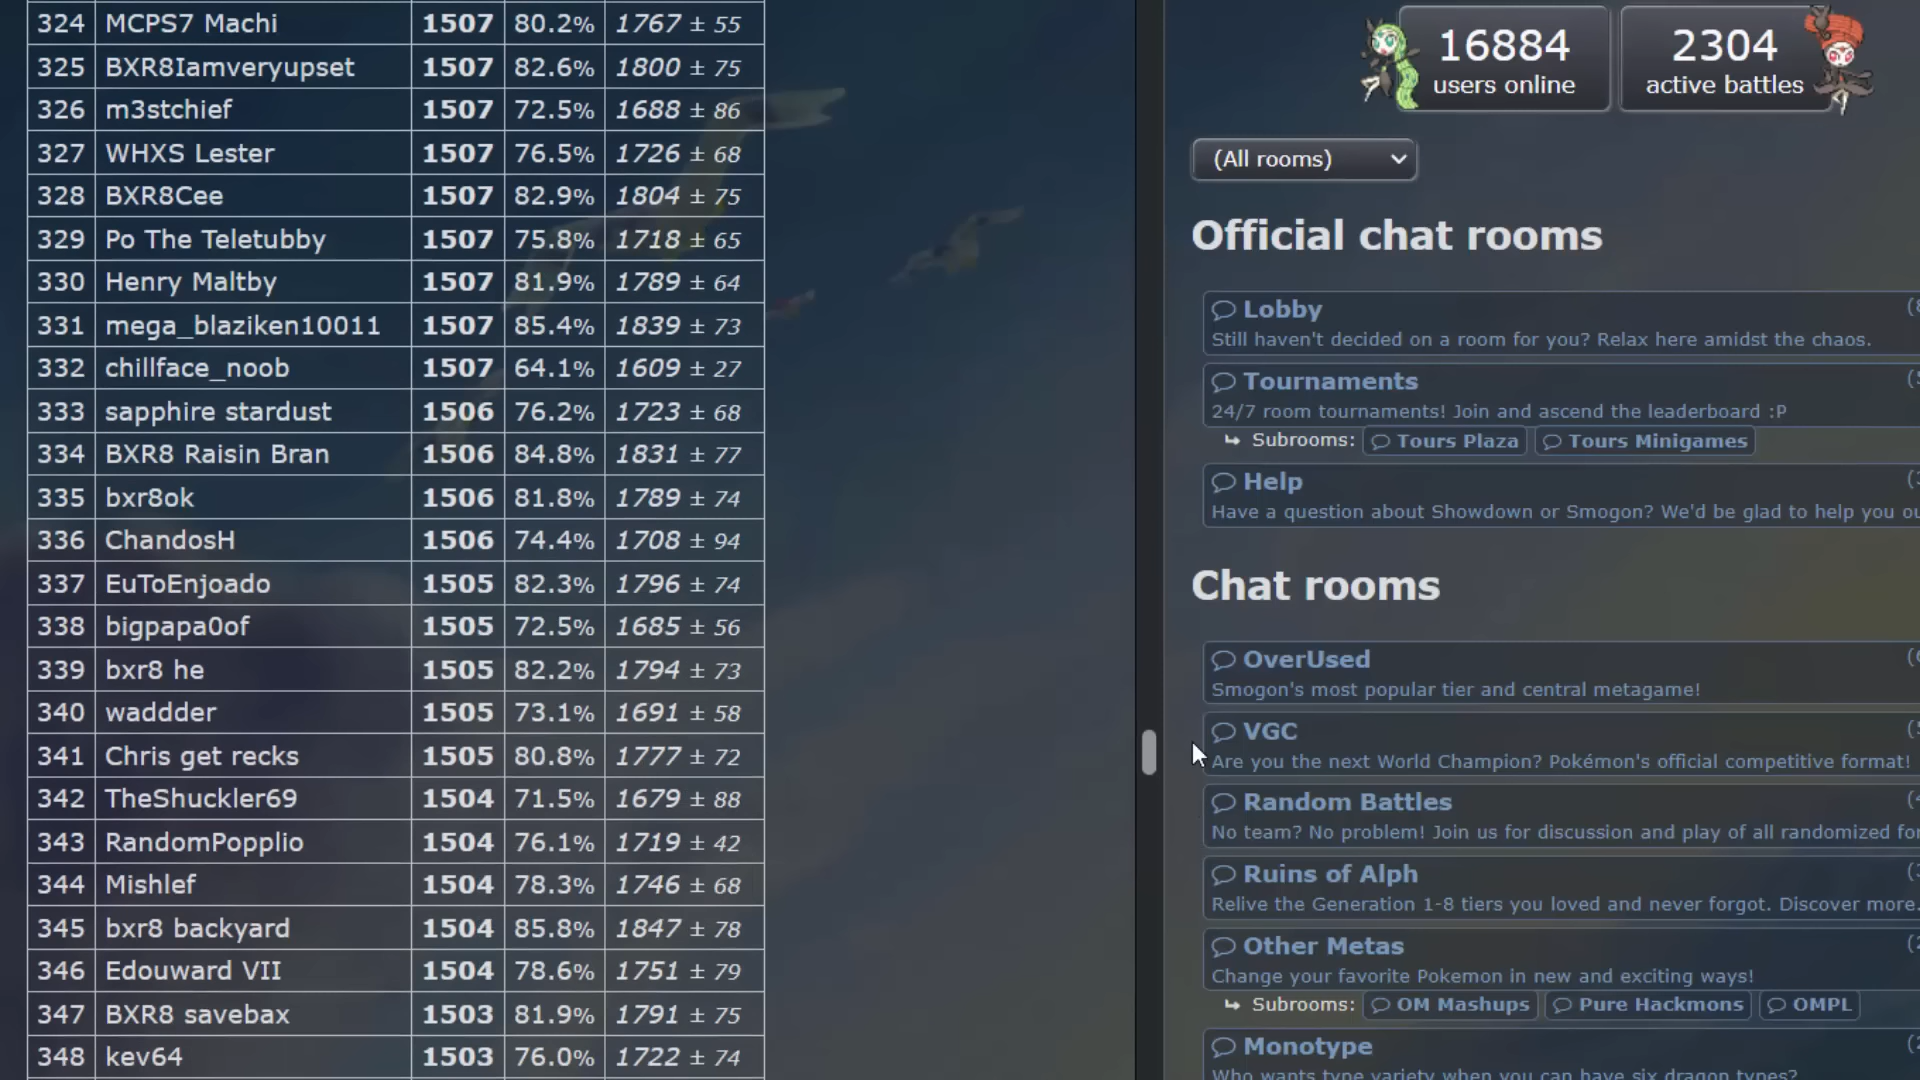 324 MCPS7 Machi 1507 80.2% 1767 ± 55
325 BXR8Iamveryupset 1507 82.6% 1800 ± 75
326 m3stchief 1507 72.5% 1688 ± 86
327 WHXS Lester 1507 76.5% 1726 ± 68
328 BXR8Cee 1507 82.9% 1804 ± 75
329 Po The Teletubby 1507 75.8% 1718 ± 65
330 Henry Maltby 1507 81.9% 1789 ± 64
331 mega_blaziken10011 1507 85.4% 1839 ± 73
332 chillface_noob 1507 64.1% 1609 ± 27
333 sapphire stardust 1506 76.2% 1723 ± 68
334 BXR8 Raisin Bran 1506 84.8% 1831 ± 77
335 bxr8ok 1506 81.8% 1789 ± 74
336 ChandosH 1506 74.4% 1708 ± 94
337 EuToEnjoado 1505 82.3% 1796 ± 74
338 bigpapa0of 1505 72.5% 1685 ± 56
339 bxr8 he 1505 82.2% 1794 ± 73
340 waddder 1505 73.1% 1691 ± 58
341 Chris get recks 1505 80.8% 1777 ± 72
342 TheShuckler69 1504 71.5% 1679 ± 88
343 RandomPopplio 1504 76.1% 1719 ± 42
344 Mishlef 1504 78.3% 1746 ± 68
345 bxr8 backyard 1504 85.8% 1847 ± 78
346 Edouward VII 1504 78.6% 1751 ± 79
347 BXR8 savebax 1503 81.9% 1791 ± 75
348 kev64 1503 76.0% 1722 ± 74
16884 users online
2304 active battles
(All rooms)
Official chat rooms
Lobby
Still haven't decided on a room for you? Relax here amidst the chaos.
Tournaments
24/7 room tournaments! Join and ascend the leaderboard :P
↳ Subrooms: Tours Plaza Tours Minigames
Help
Have a question about Showdown or Smogon? We'd be glad to help you
Chat rooms
OverUsed
Smogon's most popular tier and central metagame!
VGC
Are you the next World Champion? Pokémon's official competitive format!
Random Battles
No team? No problem! Join us for discussion and play of all randomized
Ruins of Alph
Relive the Generation 1-8 tiers you loved and never forgot. Discover more.
Other Metas
Change your favorite Pokemon in new and exciting ways!
↳ Subrooms: OM Mashups Pure Hackmons OMPL
Monotype
Who wants type variety when you can have six dragon types?